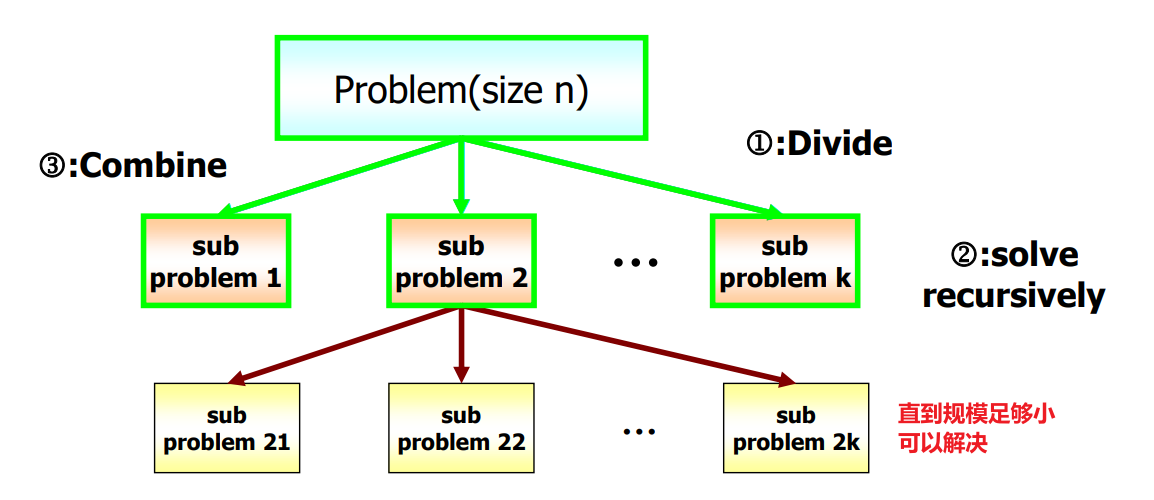 Problem(size n)
①:Divide
③:Combine
sub
problem 1
sub
problem 2
...
sub
problem k
②:solve
recursively
sub
problem 21
sub
problem 22
...
sub
problem 2k
直到规模足够小
可以解决